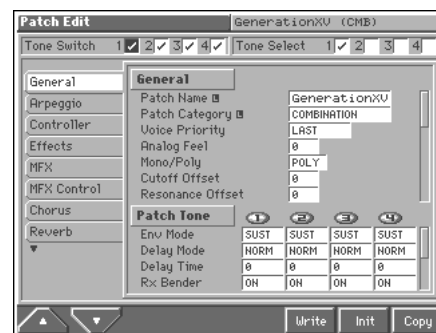 Patch Edit GenerationXV (CMB)
Tone Switch 1 2 3 4 Tone Select 1 2 3 4
General
Arpeggio
Controller
Effects
MFX
MFX Control
Chorus
Reverb
General
Patch Name GenerationXV
Patch Category COMBINATION
Voice Priority LAST
Analog Feel 0
Mono/Poly POLY
Cutoff Offset 0
Resonance Offset 0
Patch Tone 1 2 3 4
Env Mode SUST SUST SUST SUST
Delay Mode NORM NORM NORM NORM
Delay Time 0 0 0 0
Rx Bender ON ON ON ON
Write Init Copy